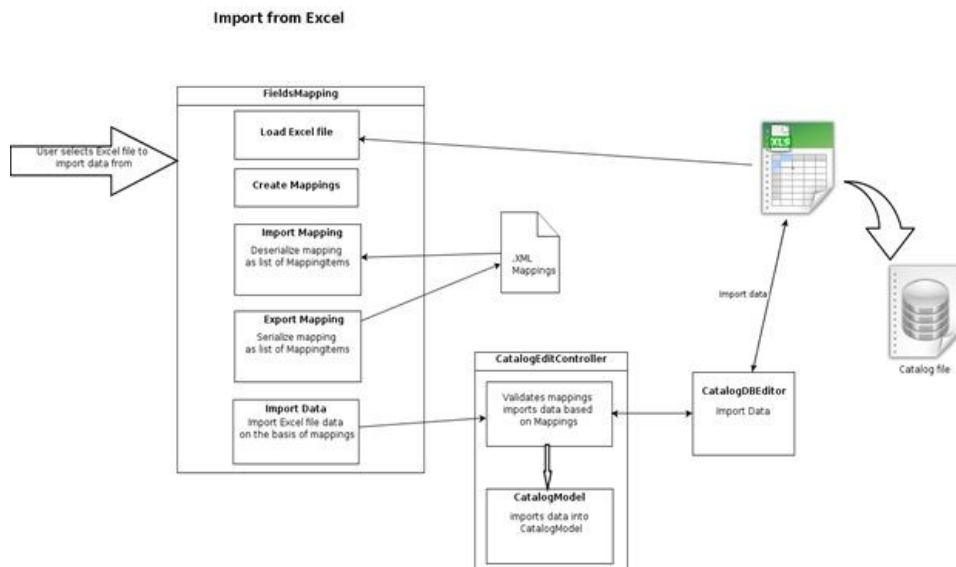 Import from Excel
FieldsMapping
Load Excel file
User selects Excel file to
import data from
Create Mappings
Import Mapping
Deserialize mapping
as list of MappingItems
.XML
Mappings
Export Mapping
Serialize mapping
as list of MappingItems
Import Data
Import Excel file data
on the basis of mappings
CatalogEditController
Validates mappings
imports data based
on Mappings
CatalogModel
imports data into
CatalogModel
CatalogDBEditor
Import Data
Import data
XLS
Catalog file